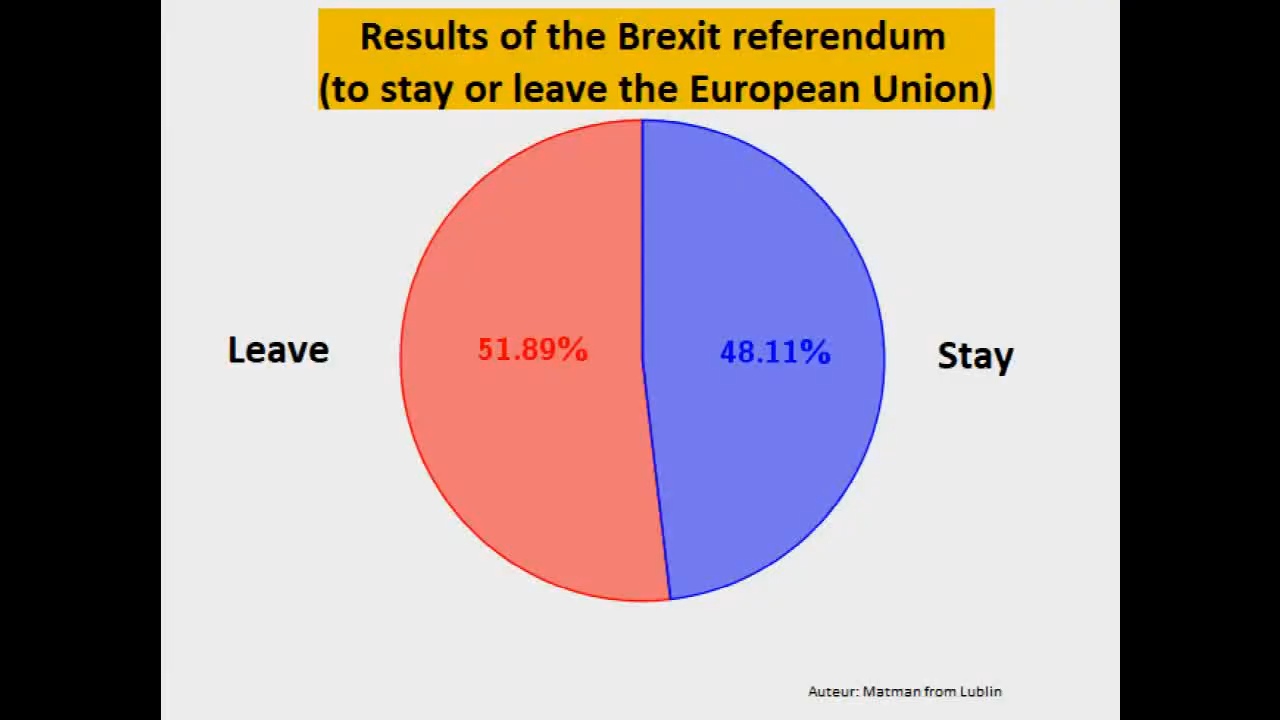 Results of the Brexit referendum
(to stay or leave the European Union)
Leave
51.89%
48.11%
Stay
Auteur: Matman from Lublin